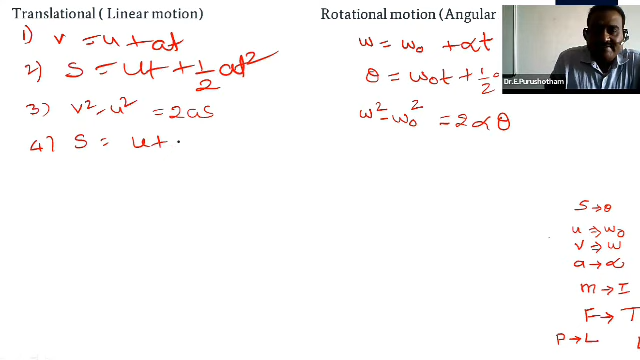 Translational ( Linear motion)
Rotational motion (Angular
1) v = u + at
ω = ω₀ + αt
2) S = ut + 1/2 at²
θ = ω₀t + 1/2
Dr.E.Purushotham
3) v² - u² = 2as
ω² - ω₀² = 2αθ
4) S = u +
S → θ
u ⇒ ω₀
v ⇒ ω
a → α
m → I
F → T
P → L